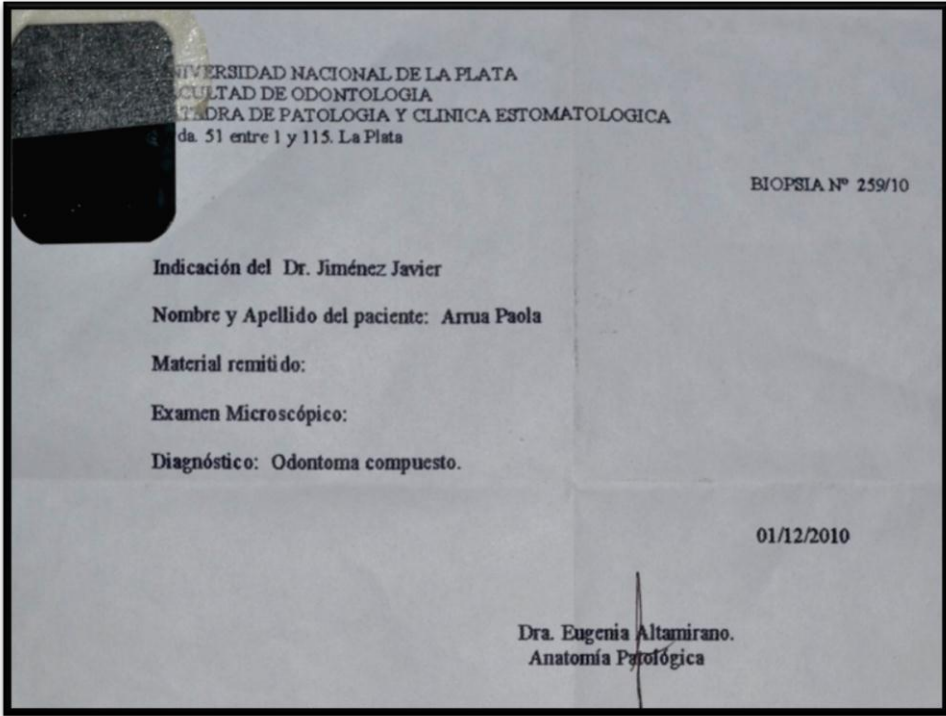 NIVERSIDAD NACIONAL DE LA PLATA
CULTAD DE ODONTOLOGIA
TEDRA DE PATOLOGIA Y CLINICA ESTOMATOLOGICA
da. 51 entre 1 y 115. La Plata
BIOPSIA Nº 259/10
Indicación del Dr. Jiménez Javier
Nombre y Apellido del paciente: Arrua Paola
Material remitido:
Examen Microscópico:
Diagnóstico: Odontoma compuesto.
01/12/2010
Dra. Eugenia Altamirano.
Anatomía Patológica